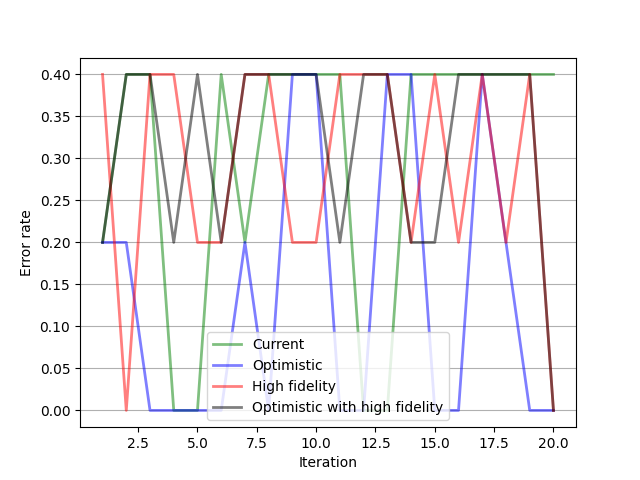 0.40
0.35
0.30
0.25
0.20
0.15
0.10
0.05
0.00
Error rate
Current
Optimistic
High fidelity
Optimistic with high fidelity
2.5 5.0 7.5 10.0 12.5 15.0 17.5 20.0
Iteration